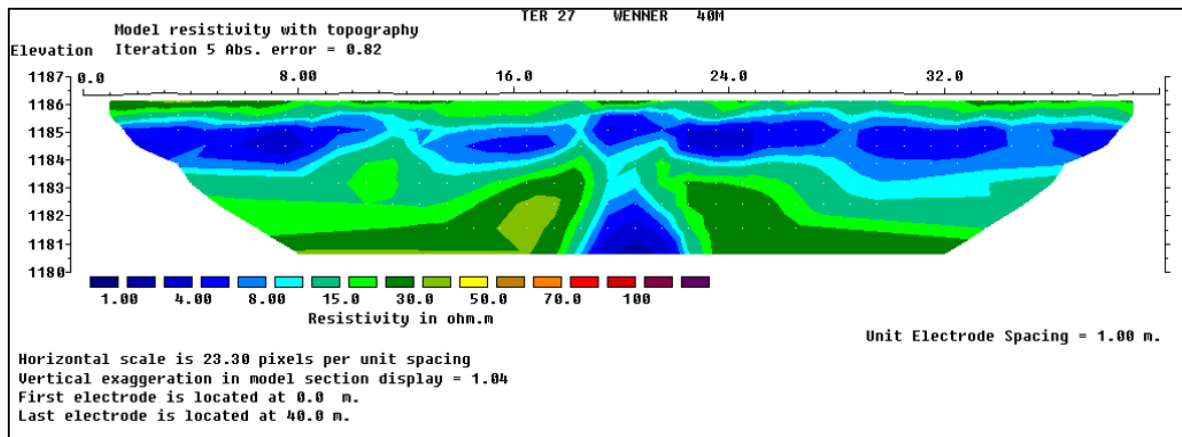 TER 27 WENNER 40M
Model resistivity with topography
Elevation Iteration 5 Abs. error = 0.82
1187 0.0 8.00 16.0 24.0 32.0
1186
1185
1184
1183
1182
1181
1180
1.00 4.00 8.00 15.0 30.0 50.0 70.0 100
Resistivity in ohm.m
Unit Electrode Spacing = 1.00 m.
Horizontal scale is 23.30 pixels per unit spacing
Vertical exaggeration in model section display = 1.04
First electrode is located at 0.0 m.
Last electrode is located at 40.0 m.